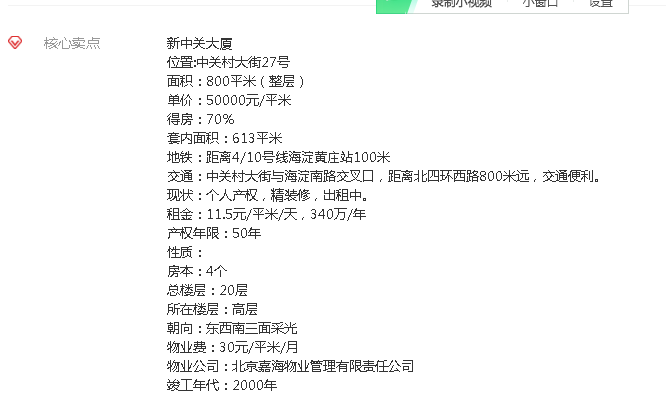 录制小视频 小窗口 设置
核心卖点
新中关大厦
位置:中关村大街27号
面积：800平米（整层）
单价：50000元/平米
得房：70%
套内面积：613平米
地铁：距离4/10号线海淀黄庄站100米
交通：中关村大街与海淀南路交叉口，距离北四环西路800米远，交通便利。
现状：个人产权，精装修，出租中。
租金：11.5元/平米/天，340万/年
产权年限：50年
性质：
房本：4个
总楼层：20层
所在楼层：高层
朝向：东西南三面采光
物业费：30元/平米/月
物业公司：北京嘉海物业管理有限责任公司
竣工年代：2000年